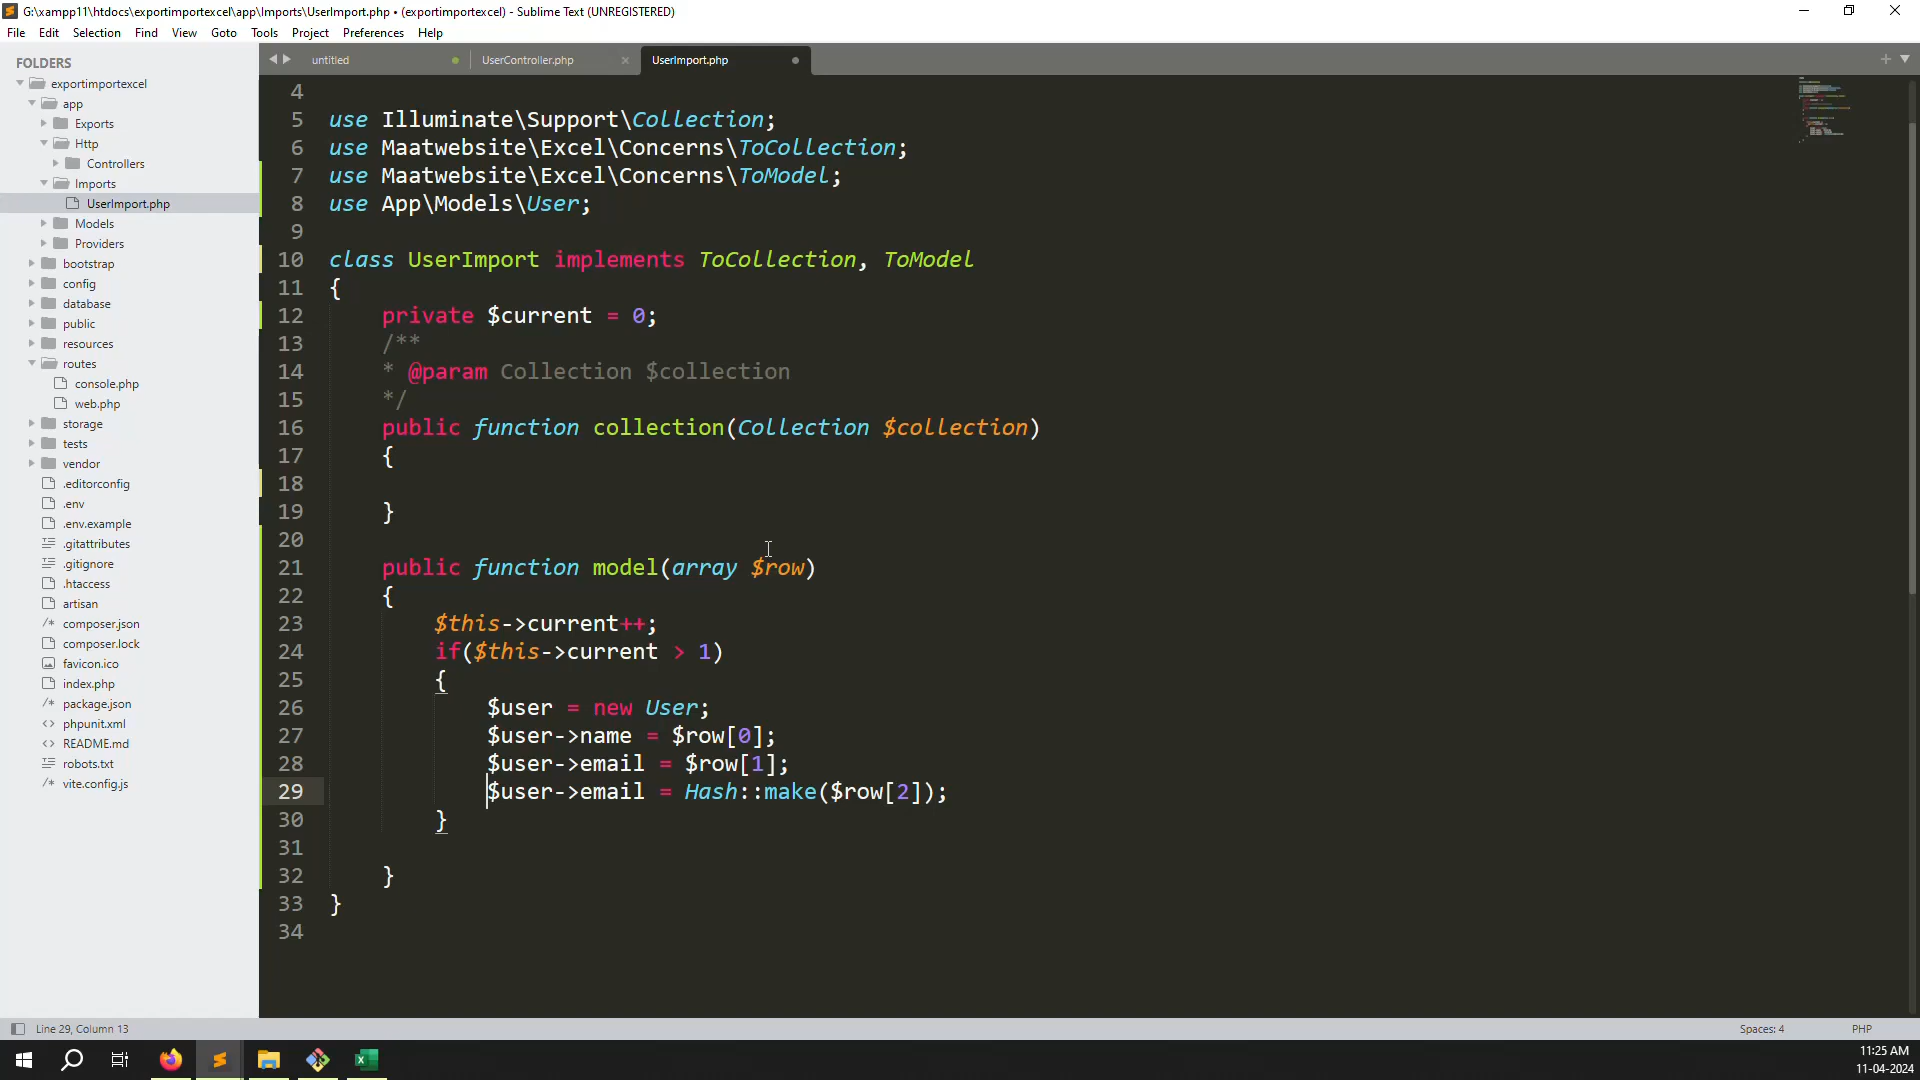 G:\xampp11\htdocs\exportimportexcel\app\Imports\UserImport.php • (exportimportexcel) - Sublime Text (UNREGISTERED)
File Edit Selection Find View Goto Tools Project Preferences Help
FOLDERS
exportimportexcel
app
Exports
Http
Controllers
Imports
UserImport.php
Models
Providers
bootstrap
config
database
public
resources
routes
console.php
web.php
storage
tests
vendor
.editorconfig
.env
.env.example
.gitattributes
.gitignore
.htaccess
artisan
composer.json
composer.lock
favicon.ico
index.php
package.json
phpunit.xml
README.md
robots.txt
vite.config.js
untitled UserController.php UserImport.php
4
5 use Illuminate\Support\Collection;
6 use Maatwebsite\Excel\Concerns\ToCollection;
7 use Maatwebsite\Excel\Concerns\ToModel;
8 use App\Models\User;
9
10 class UserImport implements ToCollection, ToModel
11 {
12     private $current = 0;
13     /**
14     * @param Collection $collection
15     */
16     public function collection(Collection $collection)
17     {
18
19     }
20
21     public function model(array $row)
22     {
23         $this->current++;
24         if($this->current > 1)
25         {
26             $user = new User;
27             $user->name = $row[0];
28             $user->email = $row[1];
29             $user->email = Hash::make($row[2]);
30         }
31
32     }
33 }
34
Line 29, Column 13 Spaces: 4 PHP
11:25 AM
11-04-2024